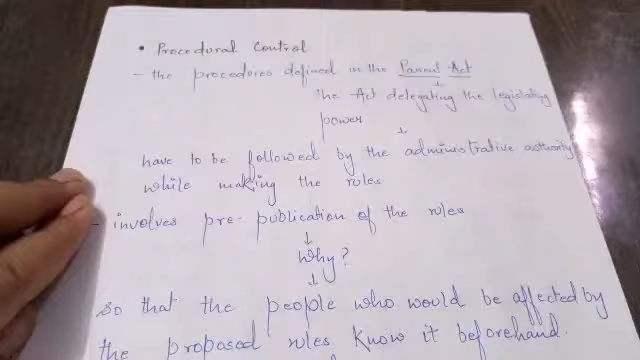 • Procedural Control
- the procedures defined in the Parent Act
↓
the Act delegating the legislating
power
↓
have to be followed by the administrative authority
while making the rules
- involves pre-publication of the rules
↓
Why?
↓
so that the people who would be affected by
the proposed rules know it beforehand.